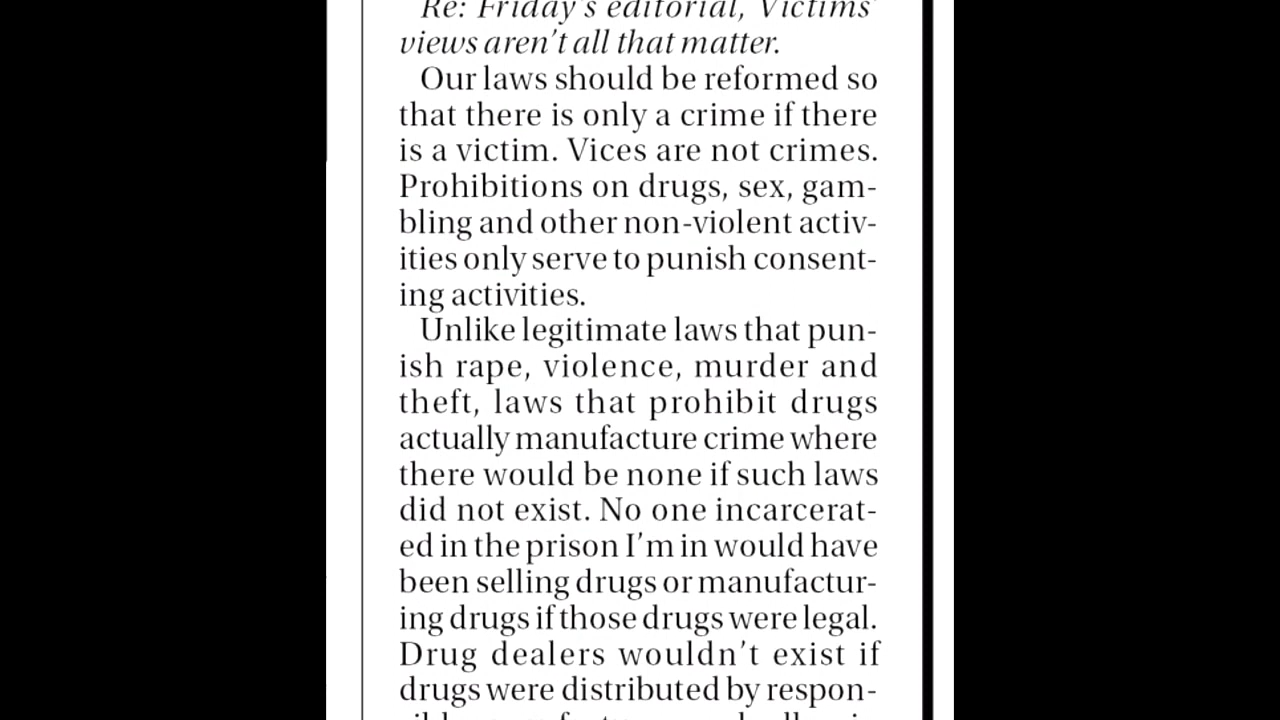 Re: Friday's editorial, Victims'
views aren't all that matter.
Our laws should be reformed so
that there is only a crime if there
is a victim. Vices are not crimes.
Prohibitions on drugs, sex, gam-
bling and other non-violent activ-
ities only serve to punish consent-
ing activities.
Unlike legitimate laws that pun-
ish rape, violence, murder and
theft, laws that prohibit drugs
actually manufacture crime where
there would be none if such laws
did not exist. No one incarcerat-
ed in the prison I'm in would have
been selling drugs or manufactur-
ing drugs if those drugs were legal.
Drug dealers wouldn't exist if
drugs were distributed by respon-